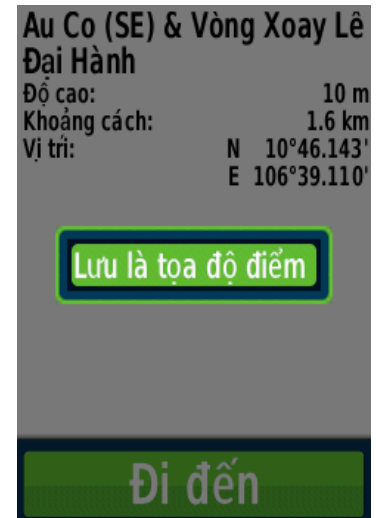 Au Co (SE) & Vòng Xoay Lê
Đại Hành
Độ cao: 10 m
Khoảng cách: 1.6 km
Vị trí: N 10°46.143'
E 106°39.110'
Lưu là tọa độ điểm
Đi đến